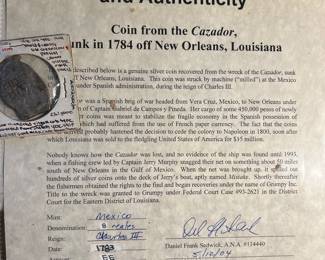 and Authenticity
Coin from the Cazador,
unk in 1784 off New Orleans, Louisiana
described below is a genuine silver coin recovered from the wreck of the Cazador, sunk
ff New Orleans, Louisiana. This coin was struck by machine ("milled") at the Mexico
administration, during the reign of Charles III.
or was a Spanish brig of war headed from Vera Cruz, Mexico, to New Orleans under
n of Captain Gabriel de Campos y Pineda. Her cargo of some 450,000 pesos of newly
er coins was meant to stabilize the fragile economy in the Spanish possession of
which had suffered from the use of French paper currency. The fact that the coins
er arrived probably hastened the decision to cede the colony to Napoleon in 1800, soon after
which Louisiana was sold to the fledgling United States for $15 million.
Nobody knows how the Cazador was lost, and no evidence of the ship was found until 1993,
when a fishing crew led by Captain Jerry Murphy snagged their net on something about 50 miles
south of New Orleans in the Gulf of Mexico. When the net was brought up, it spilled out
hundreds of silver coins onto the deck of Jerry's boat, aptly named Mistake. Shortly thereafter
the fishermen obtained the rights to the find and began recoveries under the name of Grumpy Inc.
Title to the wreck was granted to Grumpy under Federal Court Case #93-2621 in the District
Court for the Eastern District of Louisiana.
Mint: Mexico
Denomination: 8 reales
Reign: Charles III
Date: 1783
Daniel Frank Sedwick, A.N.A. #114440
5/10/04